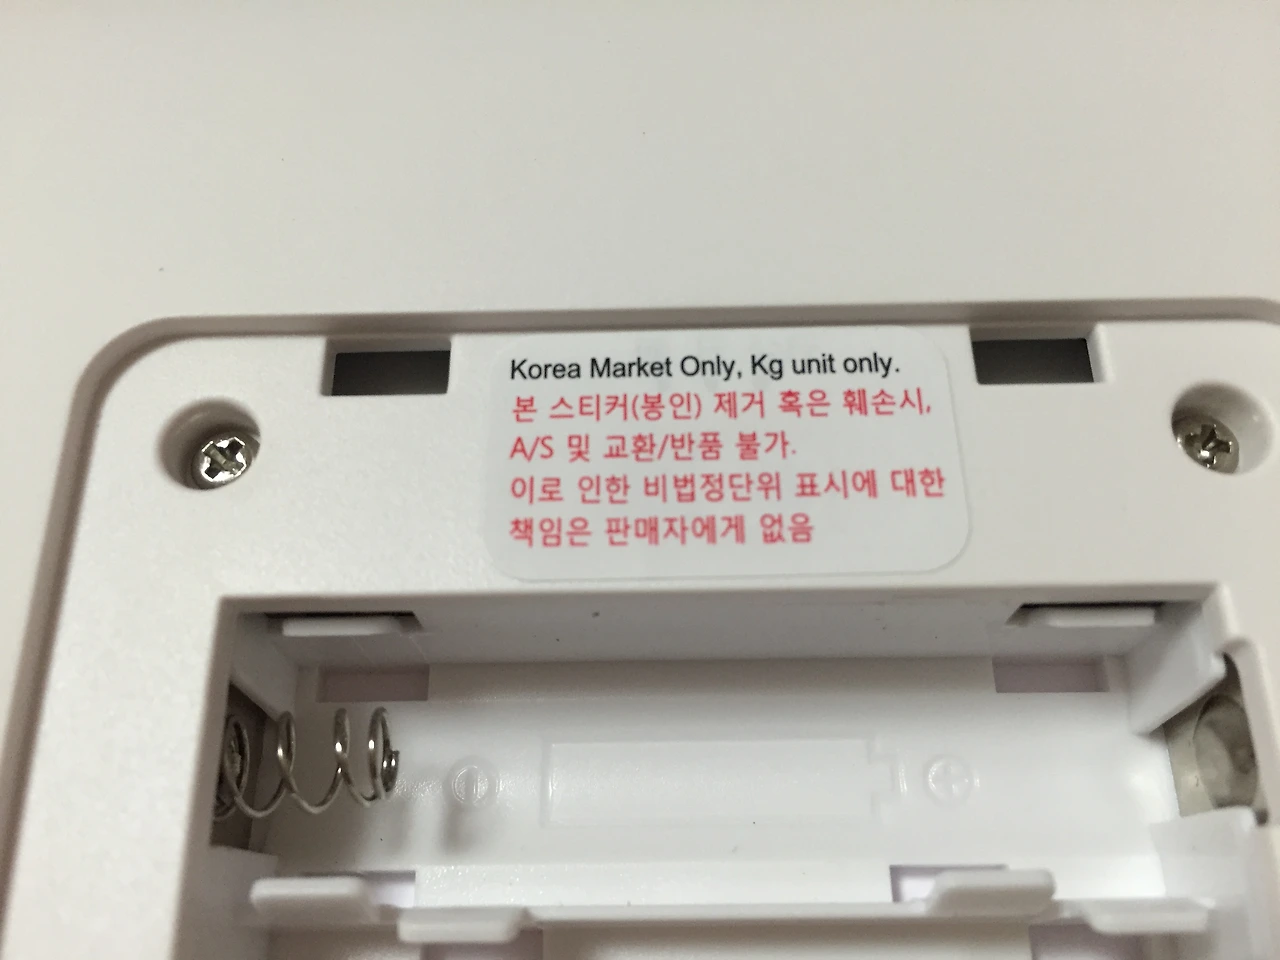 Korea Market Only, Kg unit only.
본 스티커(봉인) 제거 혹은 훼손시,
A/S 및 교환/반품 불가.
이로 인한 비법정단위 표시에 대한
책임은 판매자에게 없음